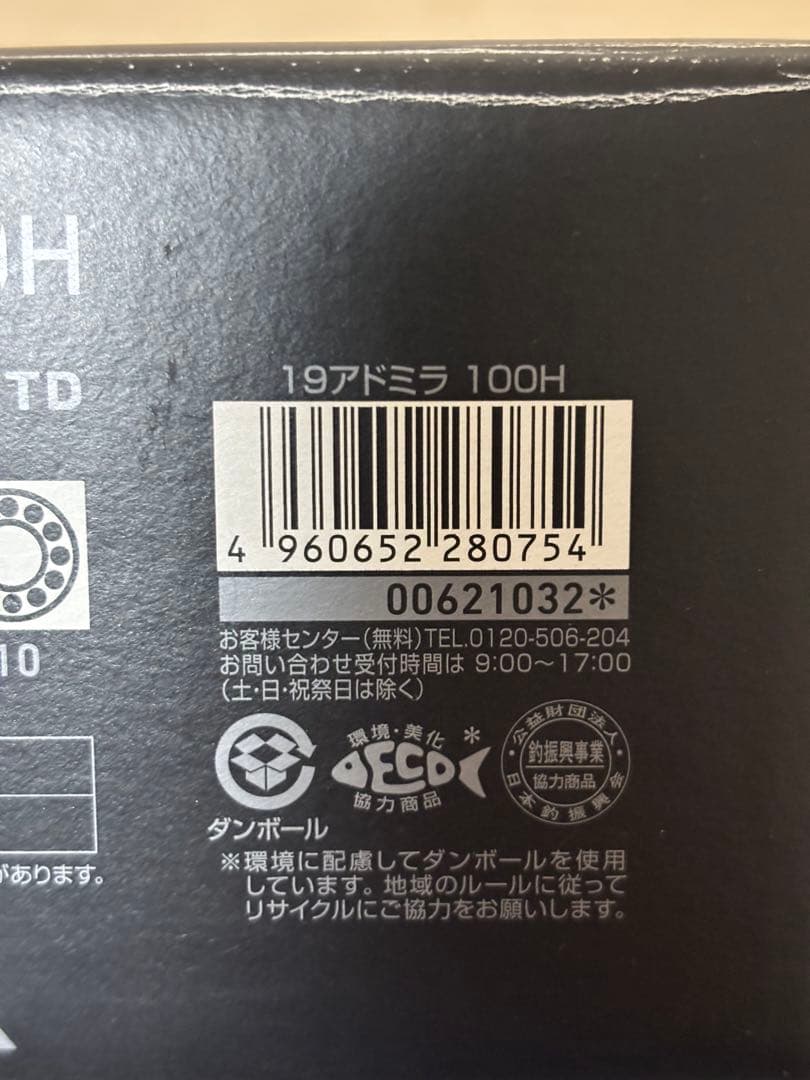 0H
TD
10
があります。
19アドミラ 100H
4 960652 280754
00621032*
お客様センター(無料)TEL.0120-506-204
お問い合わせ受付時間は 9:00〜17:00
(土・日・祝祭日は除く)
環境・美化
DECO
*
協力商品
・公益財団法人・
釣振興事業
協力商品
日本釣振興会
ダンボール
※環境に配慮してダンボールを使用
しています。地域のルールに従って
リサイクルにご協力をお願いします。